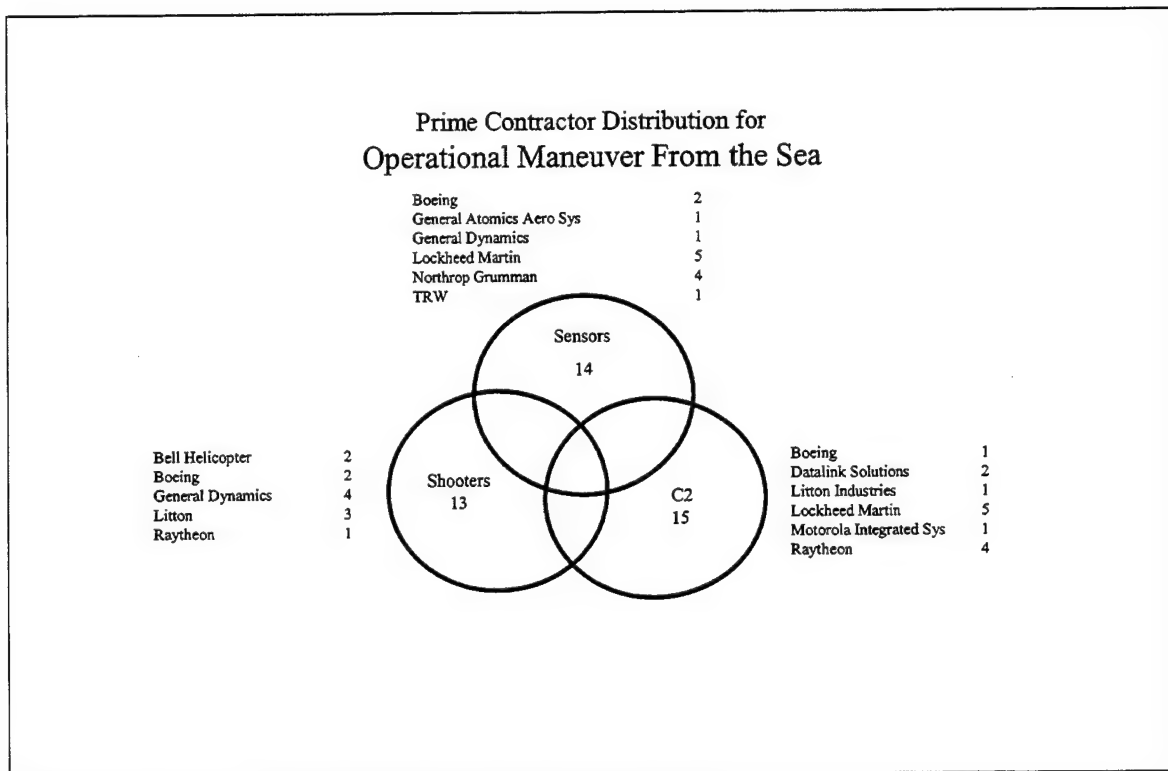 Prime Contractor Distribution for
Operational Maneuver From the Sea
Boeing 2
General Atomics Aero Sys 1
General Dynamics 1
Lockheed Martin 5
Northrop Grumman 4
TRW 1
Sensors
14
Bell Helicopter 2
Boeing 2
General Dynamics 4
Litton 3
Raytheon 1
Shooters
13
C2
15
Boeing 1
Datalink Solutions 2
Litton Industries 1
Lockheed Martin 5
Motorola Integrated Sys 1
Raytheon 4